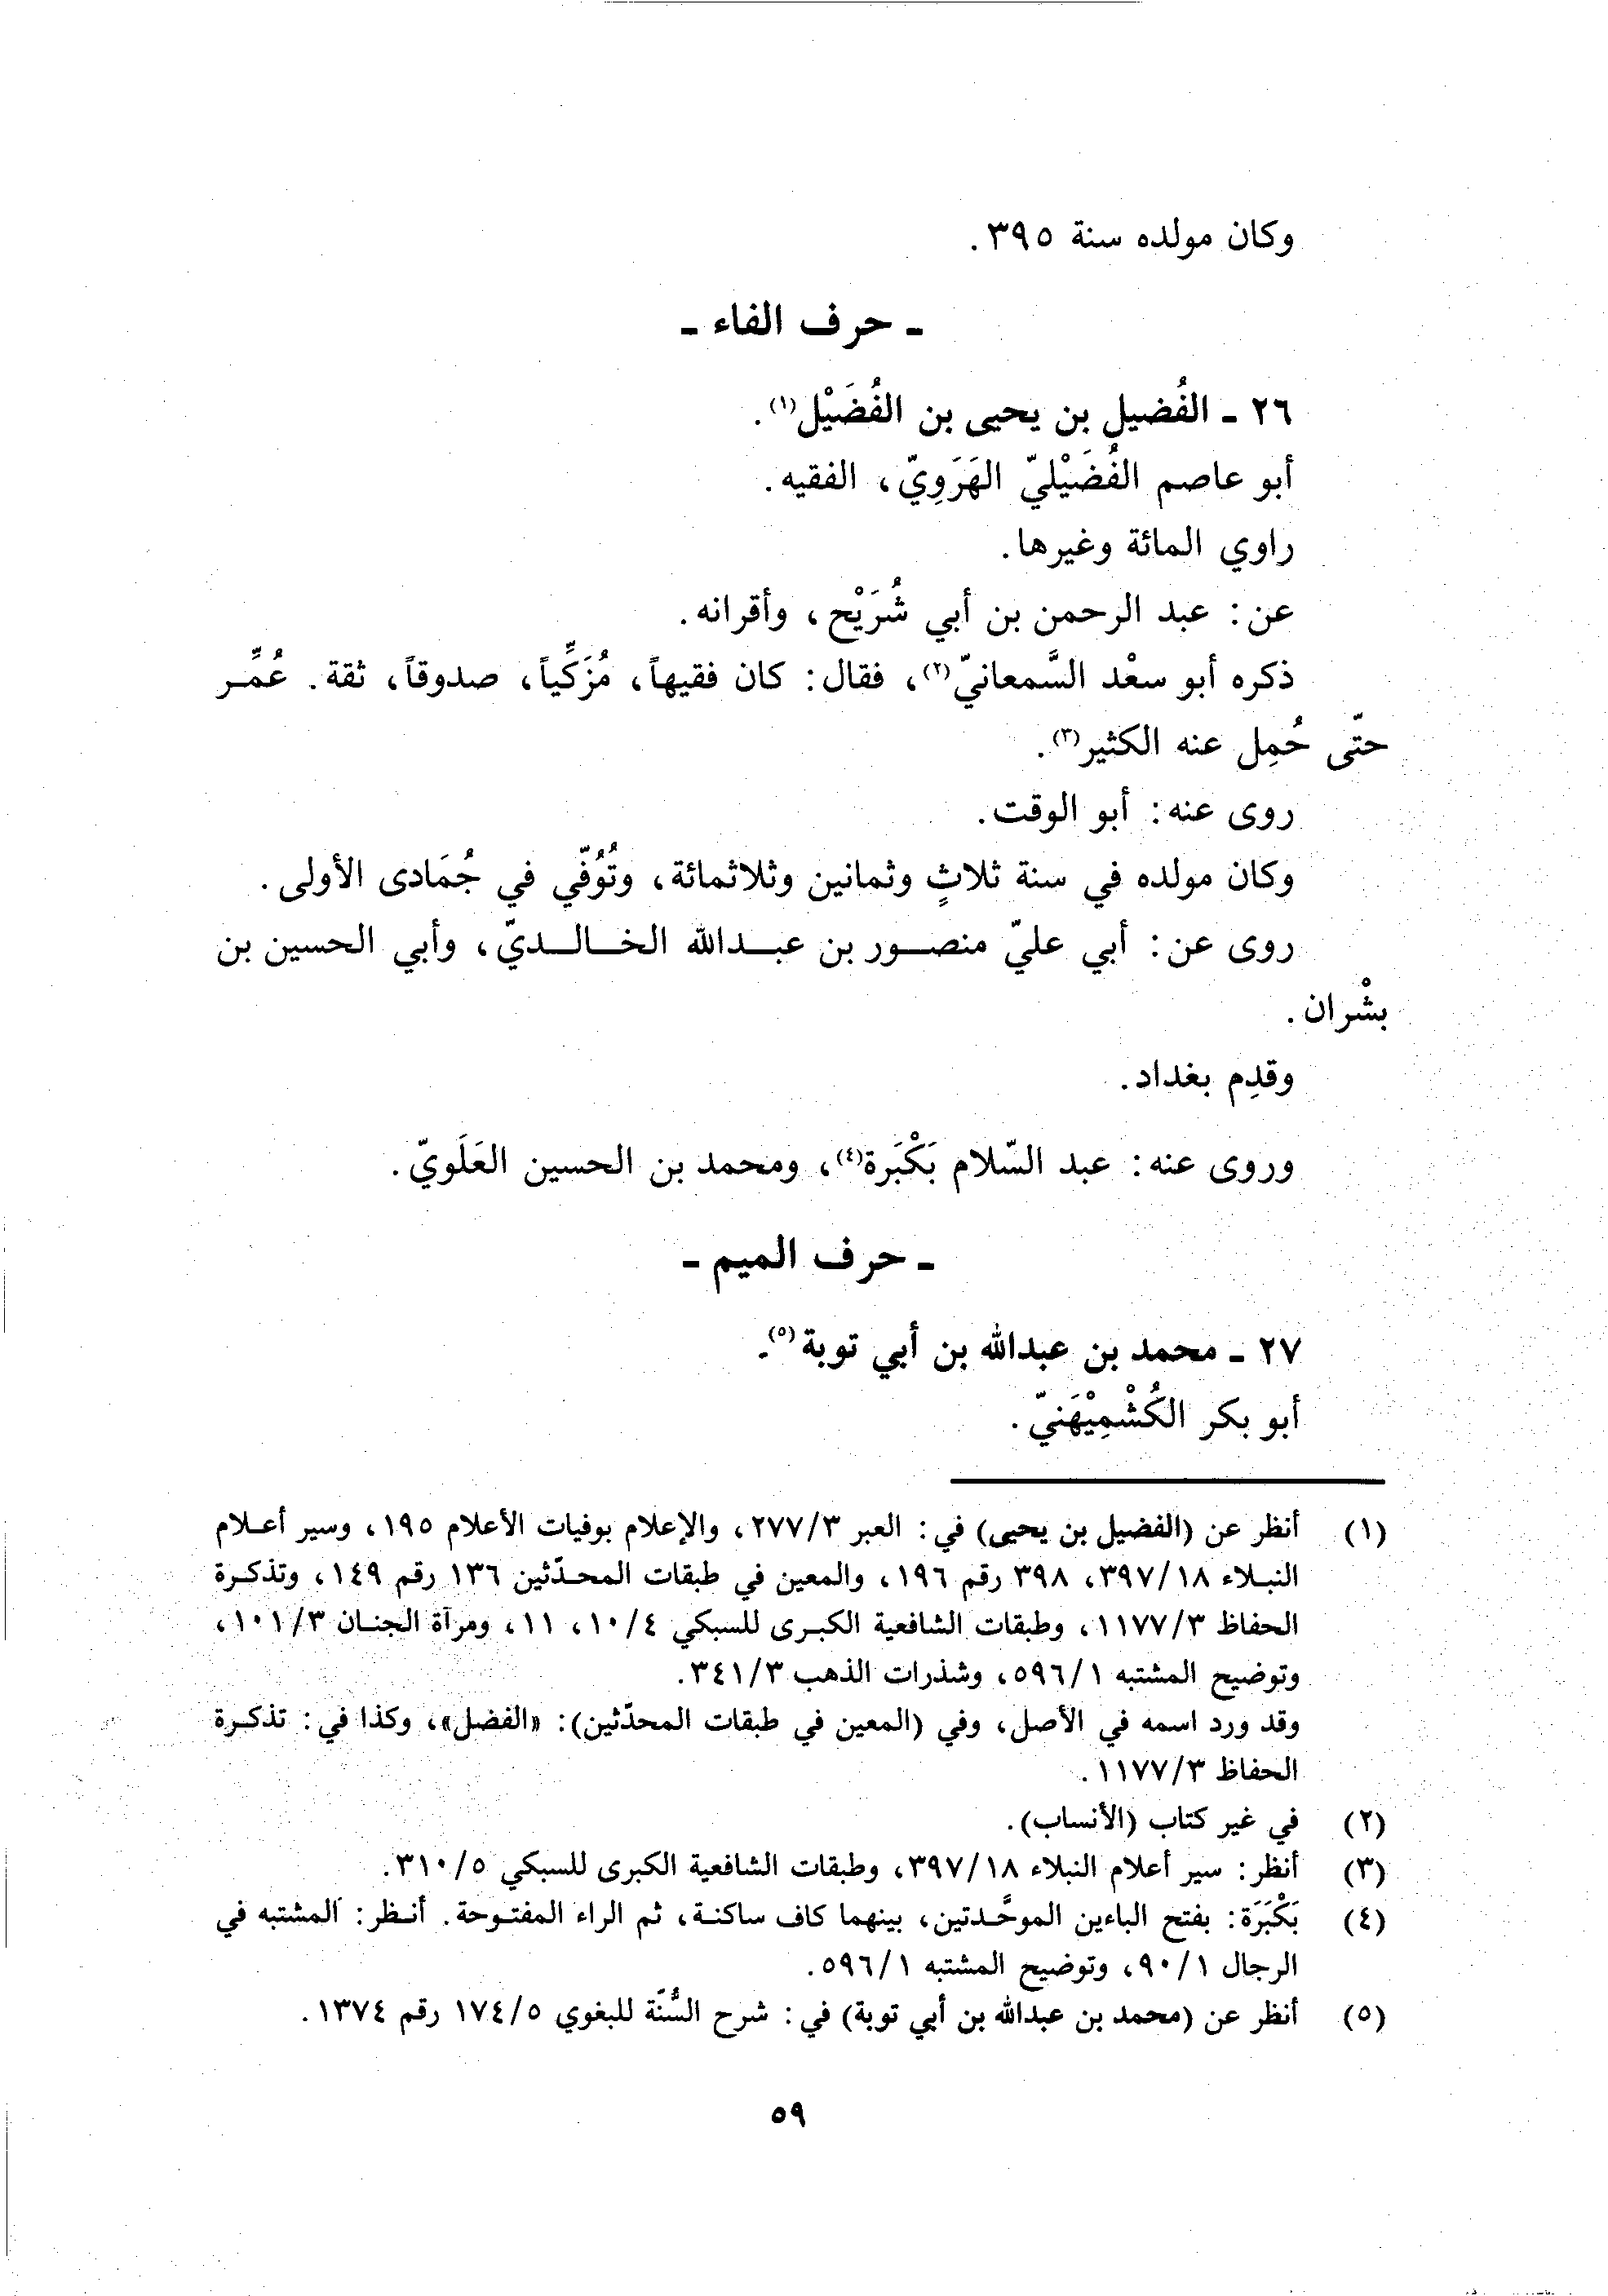 وكان مولده سنة ٣٩٥.
ـ حرف الفاء ـ
٢٦ ـ الفُضيل بن يحيى بن الفُضَيْل(١).
أبو عاصم الفُضَيْليّ الهَرَوِيّ، الفقيه.
راوي المائة وغيرها.
عن: عبد الرحمن بن أبي شُرَيْح، وأقرانه.
ذكره أبو سعْد السَّمعانيّ(٢)، فقال: كان فقيهاً، مُزَكِّياً، صدوقاً، ثقة. عُمِّر
حتّى حُمِل عنه الكثير(٣).
روى عنه: أبو الوقت.
وكان مولده في سنة ثلاثٍ وثمانين وثلاثمائة، وتُوُفّي في جُمَادى الأولى.
روى عن: أبي عليّ منصور بن عبدالله الخالديّ، وأبي الحسين بن
بشْران.
وقدِم بغداد.
وروى عنه: عبد السّلام بَكْبَرة(٤)، ومحمد بن الحسين العَلَويّ.
ـ حرف الميم ـ
٢٧ ـ محمد بن عبدالله بن أبي توبة(٥).
أبو بكر الكُشْمِيْهَنيّ.
(١) أنظر عن (الفضيل بن يحيى) في: العبر ٢٧٧/٣، والإعلام بوفيات الأعلام ١٩٥، وسير أعلام
النبلاء ٣٩٧/١٨، ٣٩٨ رقم ١٩٦، والمعين في طبقات المحدّثين ١٣٦ رقم ١٤٩، وتذكرة
الحفاظ ١١٧٧/٣، وطبقات الشافعية الكبرى للسبكي ١٠/٤، ١١، ومرآة الجنان ١٠١/٣،
وتوضيح المشتبه ٥٩٦/١، وشذرات الذهب ٣٤١/٣.
وقد ورد اسمه في الأصل، وفي (المعين في طبقات المحدّثين): «الفضل»، وكذا في: تذكرة
الحفاظ ١١٧٧/٣.
(٢) في غير كتاب (الأنساب).
(٣) أنظر: سير أعلام النبلاء ٣٩٧/١٨، وطبقات الشافعية الكبرى للسبكي ٣١٠/٥.
(٤) بَكْبَرَة: بفتح الباءين الموحَّدتين، بينهما كاف ساكنة، ثم الراء المفتوحة. أنظر: المشتبه في
الرجال ٩٠/١، وتوضيح المشتبه ٥٩٦/١.
(٥) أنظر عن (محمد بن عبدالله بن أبي توبة) في: شرح السُّنّة للبغوي ١٧٤/٥ رقم ١٣٧٤.
٥٩